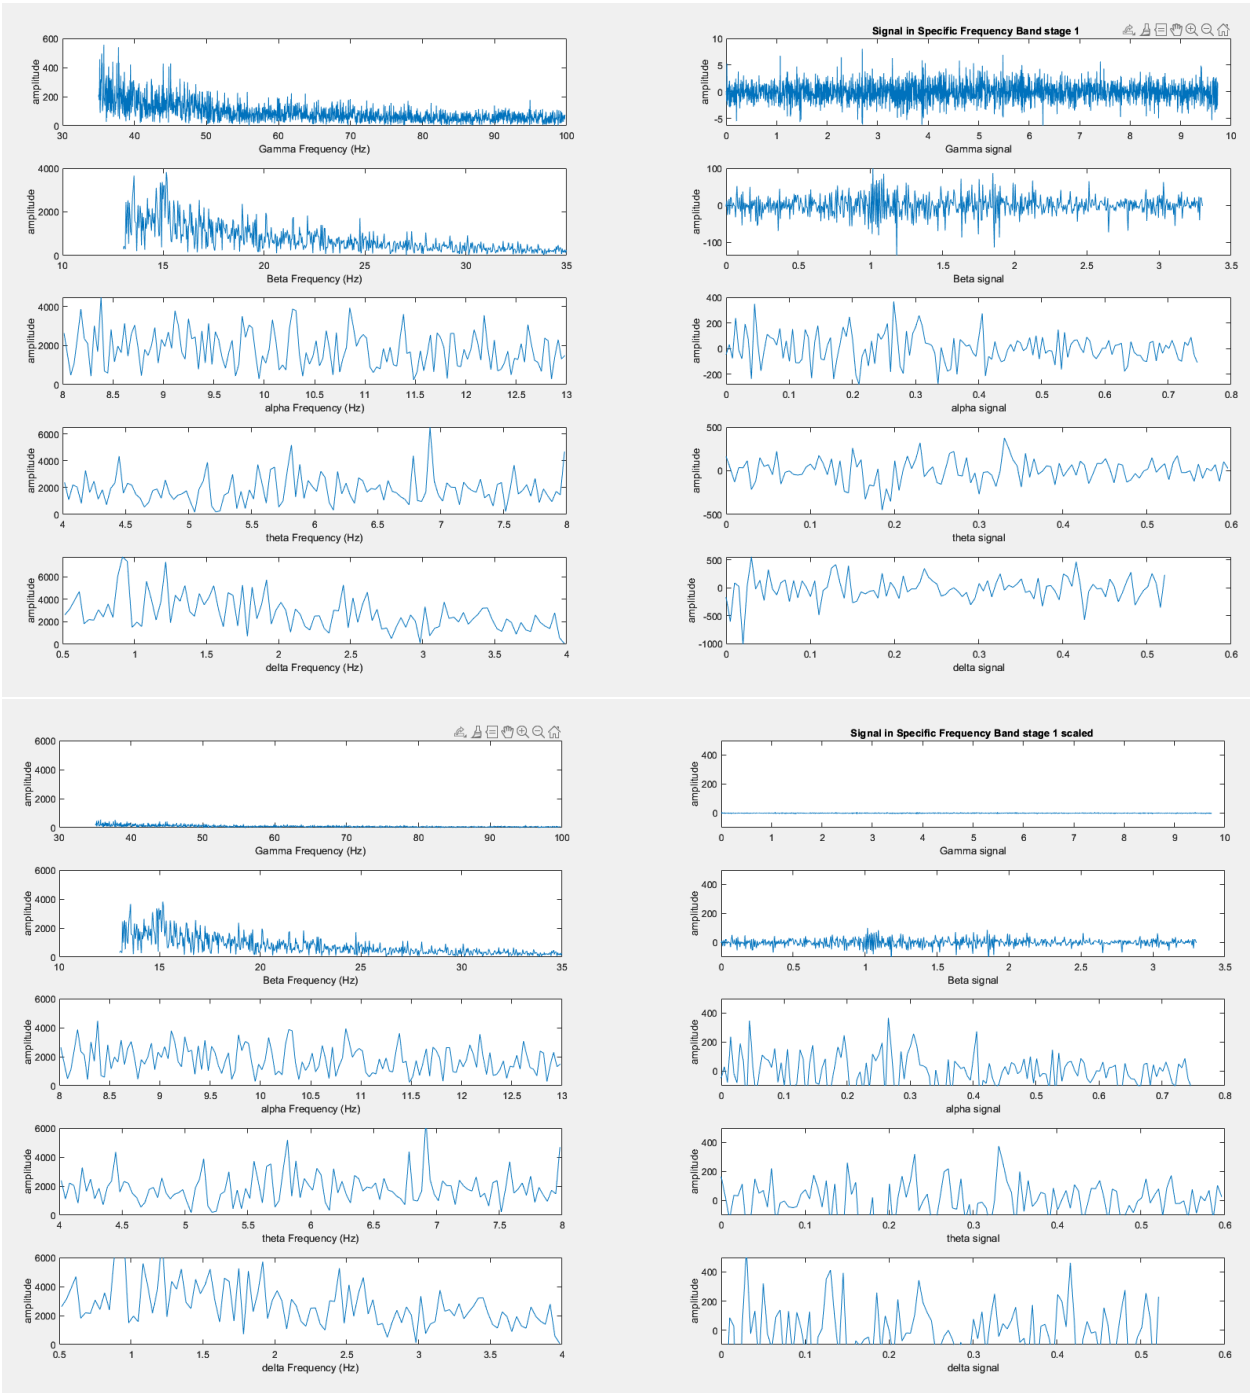 600
400
200
0
amplitude
30 40 50 60 70 80 90 100
Gamma Frequency (Hz)
Signal in Specific Frequency Band stage 1
10
5
0
-5
amplitude
0 1 2 3 4 5 6 7 8 9 10
Gamma signal
4000
2000
0
amplitude
10 15 20 25 30 35
Beta Frequency (Hz)
100
0
-100
amplitude
0 0.5 1 1.5 2 2.5 3 3.5
Beta signal
4000
2000
0
amplitude
8 8.5 9 9.5 10 10.5 11 11.5 12 12.5 13
alpha Frequency (Hz)
400
200
0
-200
amplitude
0 0.1 0.2 0.3 0.4 0.5 0.6 0.7 0.8
alpha signal
6000
4000
2000
0
amplitude
4 4.5 5 5.5 6 6.5 7 7.5 8
theta Frequency (Hz)
500
0
-500
amplitude
0 0.1 0.2 0.3 0.4 0.5 0.6
theta signal
6000
4000
2000
0
amplitude
0.5 1 1.5 2 2.5 3 3.5 4
delta Frequency (Hz)
500
0
-500
-1000
amplitude
0 0.1 0.2 0.3 0.4 0.5 0.6
delta signal
6000
4000
2000
0
amplitude
30 40 50 60 70 80 90 100
Gamma Frequency (Hz)
Signal in Specific Frequency Band stage 1 scaled
400
200
0
amplitude
0 1 2 3 4 5 6 7 8 9 10
Gamma signal
6000
4000
2000
0
amplitude
10 15 20 25 30 35
Beta Frequency (Hz)
400
200
0
amplitude
0 0.5 1 1.5 2 2.5 3 3.5
Beta signal
6000
4000
2000
0
amplitude
8 8.5 9 9.5 10 10.5 11 11.5 12 12.5 13
alpha Frequency (Hz)
400
200
0
amplitude
0 0.1 0.2 0.3 0.4 0.5 0.6 0.7 0.8
alpha signal
6000
4000
2000
0
amplitude
4 4.5 5 5.5 6 6.5 7 7.5 8
theta Frequency (Hz)
400
200
0
amplitude
0 0.1 0.2 0.3 0.4 0.5 0.6
theta signal
6000
4000
2000
0
amplitude
0.5 1 1.5 2 2.5 3 3.5 4
delta Frequency (Hz)
400
200
0
amplitude
0 0.1 0.2 0.3 0.4 0.5 0.6
delta signal